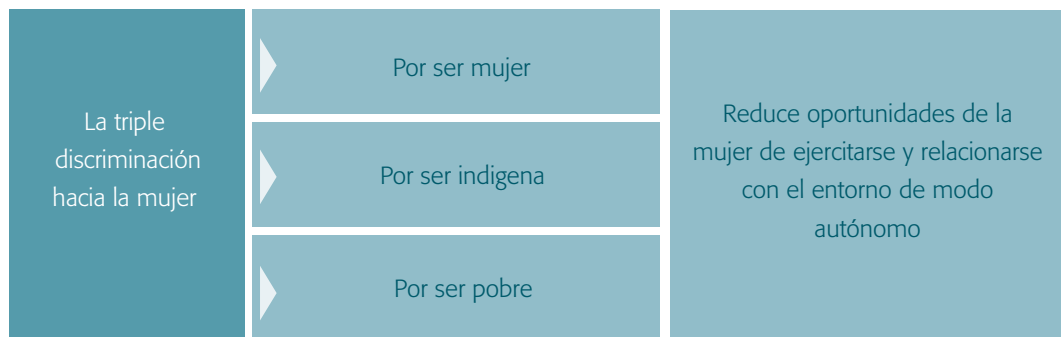 La triple
discriminación
hacia la mujer
Por ser mujer
Por ser indigena
Por ser pobre
Reduce oportunidades de la
mujer de ejercitarse y relacionarse
con el entorno de modo
autónomo